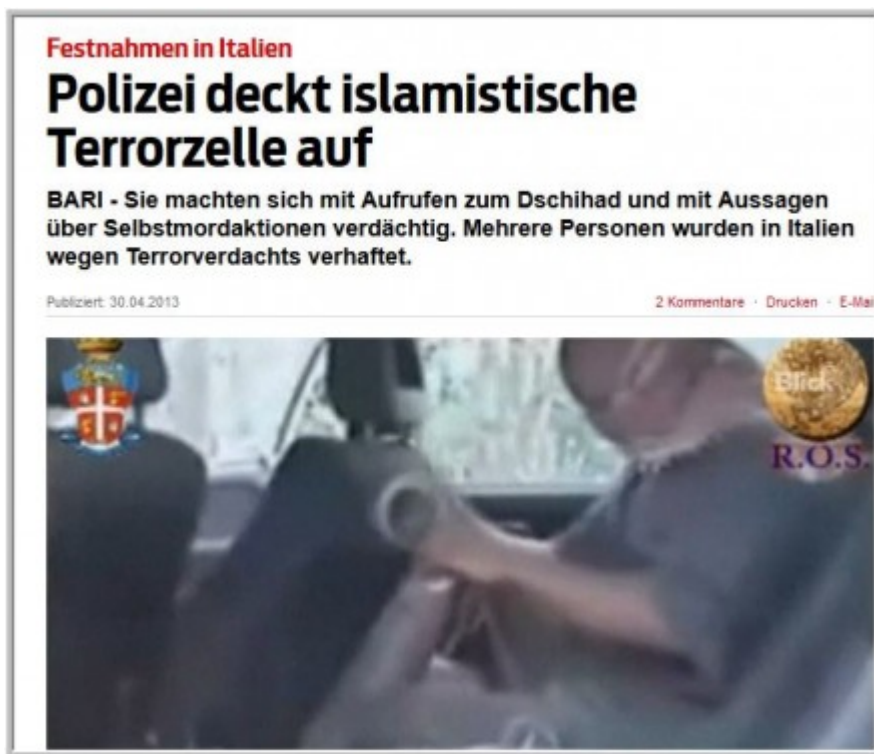 Festnahmen in Italien
Polizei deckt islamistische
Terrorzelle auf
BARI - Sie machten sich mit Aufrufen zum Dschihad und mit Aussagen
über Selbstmordaktionen verdächtig. Mehrere Personen wurden in Italien
wegen Terrorverdachts verhaftet.
Publiziert: 30.04.2013 2 Kommentare · Drucken · E-Mai
Blick
R.O.S.